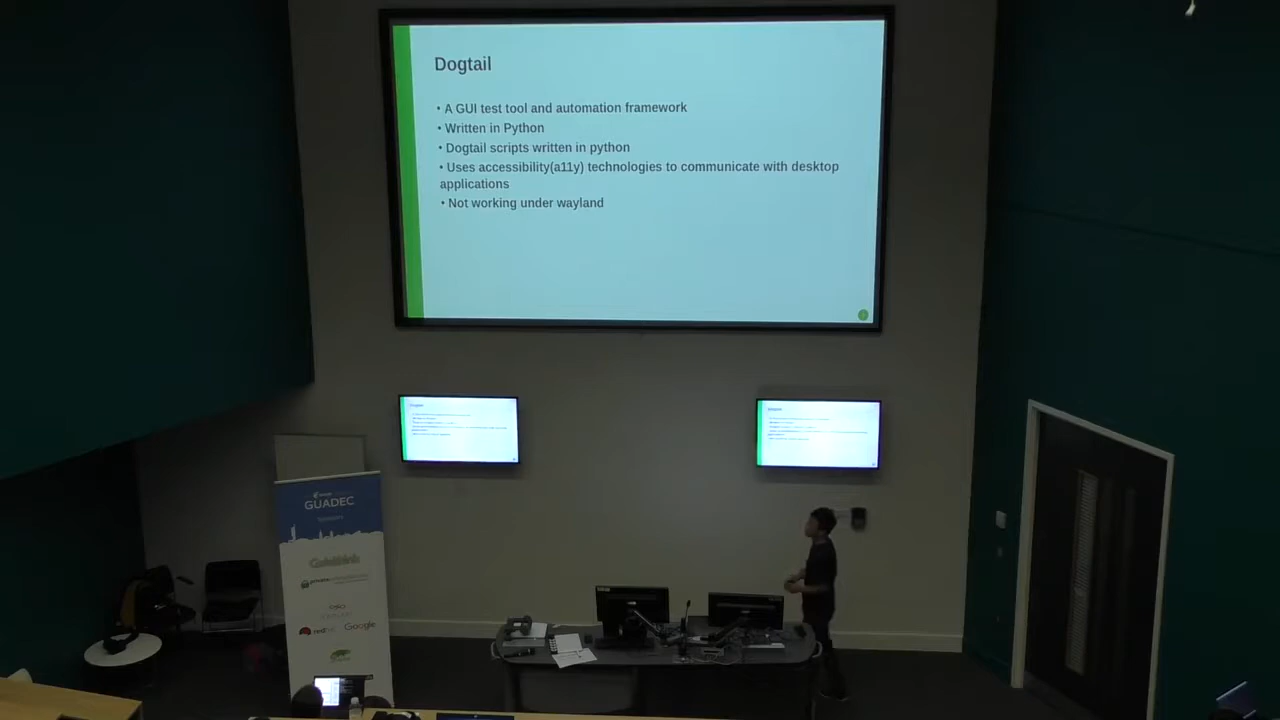 Dogtail
• A GUI test tool and automation framework
• Written in Python
• Dogtail scripts written in python
• Uses accessibility(a11y) technologies to communicate with desktop
applications
• Not working under wayland
GUADEC
Codethink
Google